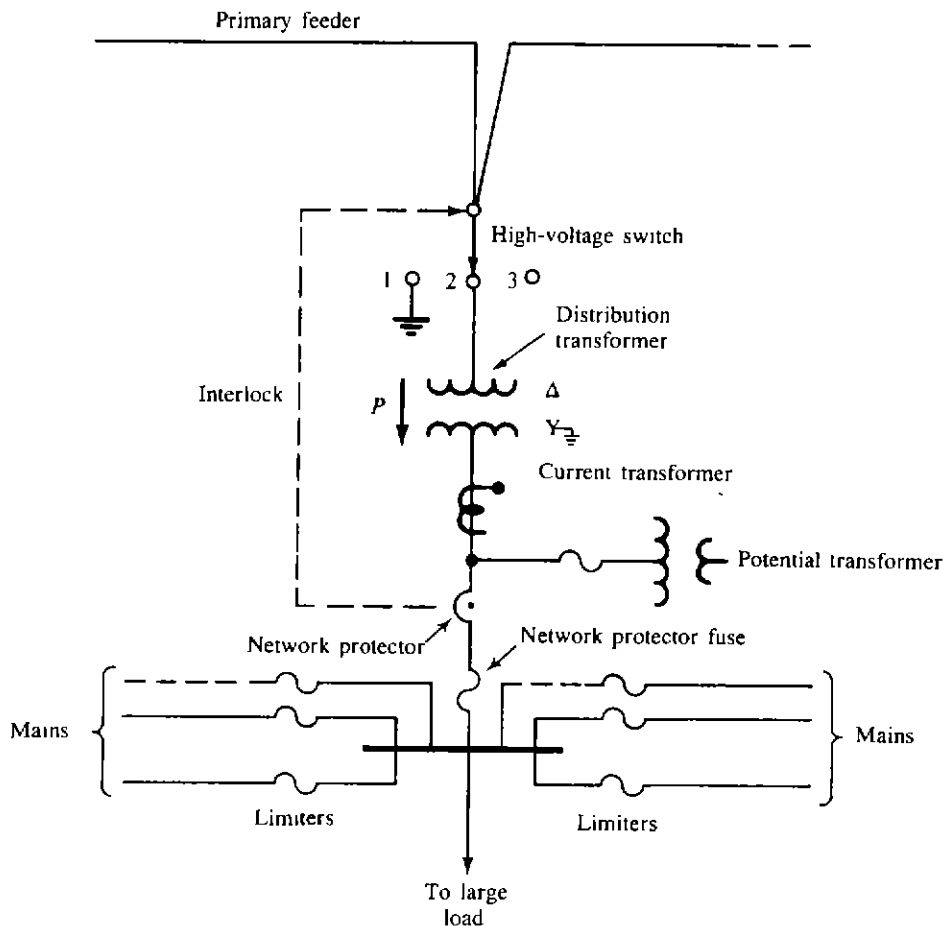 Primary feeder
High-voltage switch
1
2
3
Distribution
transformer
Interlock
P
Δ
Y
Current transformer
Potential transformer
Network protector
Network protector fuse
Mains
Mains
Limiters
Limiters
To large
load